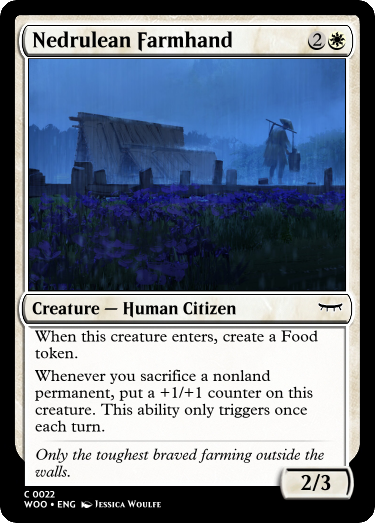 Nedrulean Farmhand 2
Creature — Human Citizen
When this creature enters, create a Food
token.
Whenever you sacrifice a nonland
permanent, put a +1/+1 counter on this
creature. This ability only triggers once
each turn.
Only the toughest braved farming outside the
walls.
2/3
C 0022
WOO • ENG Jessica Woulfe